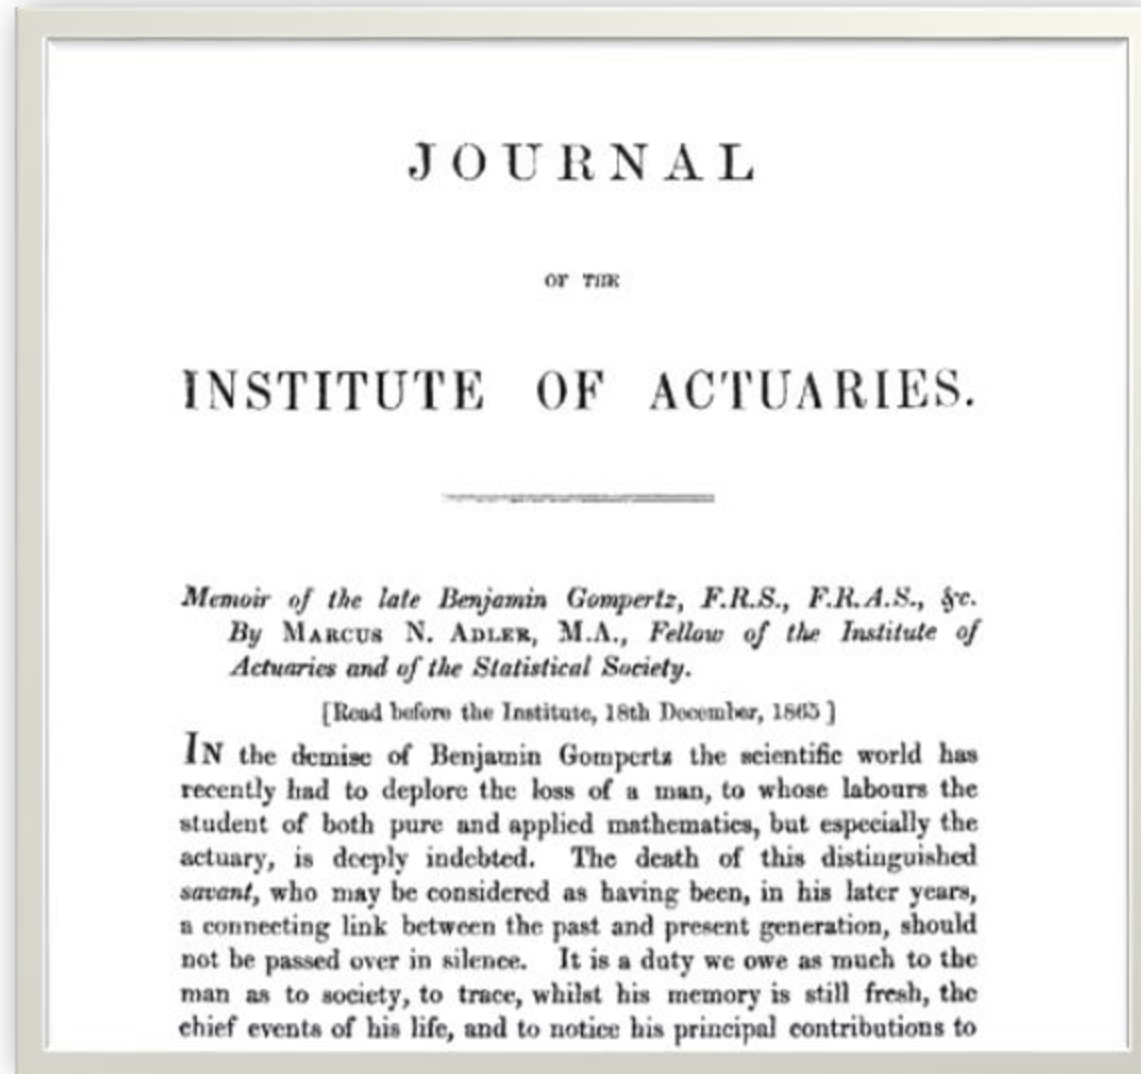 JOURNAL
OF THE
INSTITUTE OF ACTUARIES.
Memoir of the late Benjamin Gompertz, F.R.S., F.R.A.S., &c.
By MARCUS N. ADLER, M.A., Fellow of the Institute of
Actuaries and of the Statistical Society.
[Read before the Institute, 18th December, 1865 ]
IN the demise of Benjamin Gompertz the scientific world has
recently had to deplore the loss of a man, to whose labours the
student of both pure and applied mathematics, but especially the
actuary, is deeply indebted. The death of this distinguished
savant, who may be considered as having been, in his later years,
a connecting link between the past and present generation, should
not be passed over in silence. It is a duty we owe as much to the
man as to society, to trace, whilst his memory is still fresh, the
chief events of his life, and to notice his principal contributions to